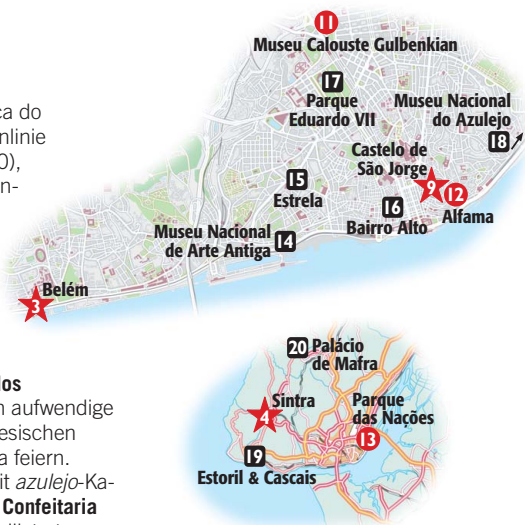 11
Museu Calouste Gulbenkian
ca do
nlinie
0),
n-
17
Parque
Eduardo VII
Museu Nacional
do Azulejo
18
Castelo de
São Jorge
9
12
Alfama
15
Estrela
16
Bairro Alto
Museu Nacional
de Arte Antiga
14
Belém
3
los
n aufwendige
esischen
a feiern.
it azulejo-Ka-
Confeitaria
20 Palácio
de Mafra
Sintra
4
Parque
das Nações
13
19
Estoril & Cascais